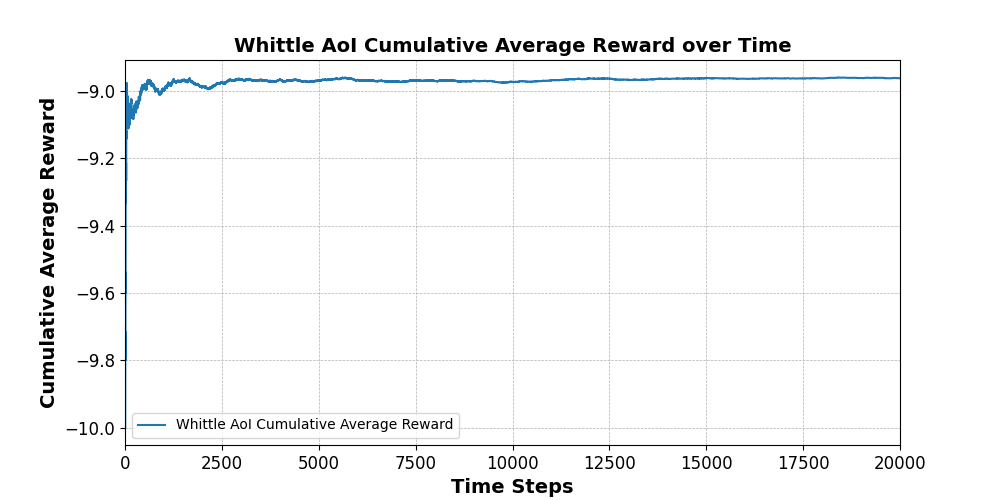 Whittle AoI Cumulative Average Reward over Time
Cumulative Average Reward
−9.0
−9.2
−9.4
−9.6
−9.8
−10.0
Whittle AoI Cumulative Average Reward
0 2500 5000 7500 10000 12500 15000 17500 20000
Time Steps